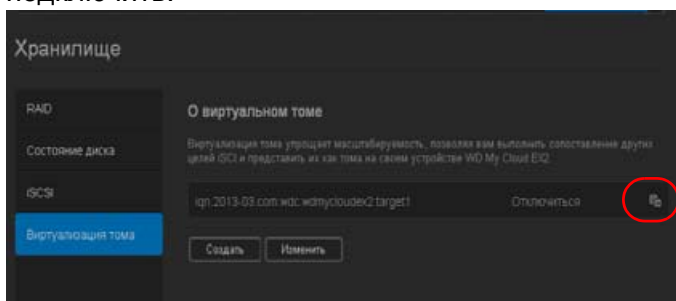 Хранилище
RAID
Состояние диска
iSCSI
Виртуализация тома
О виртуальном томе
Виртуализация тома упрощает масштабируемость, позволяя вам выполнить сопоставление других
целей iSCI и представить их как тома на своем устройстве WD My Cloud EX2.
iqn.2013-03.com.wdc:wdmycloudex2:target1 Отключиться
Создать Изменить